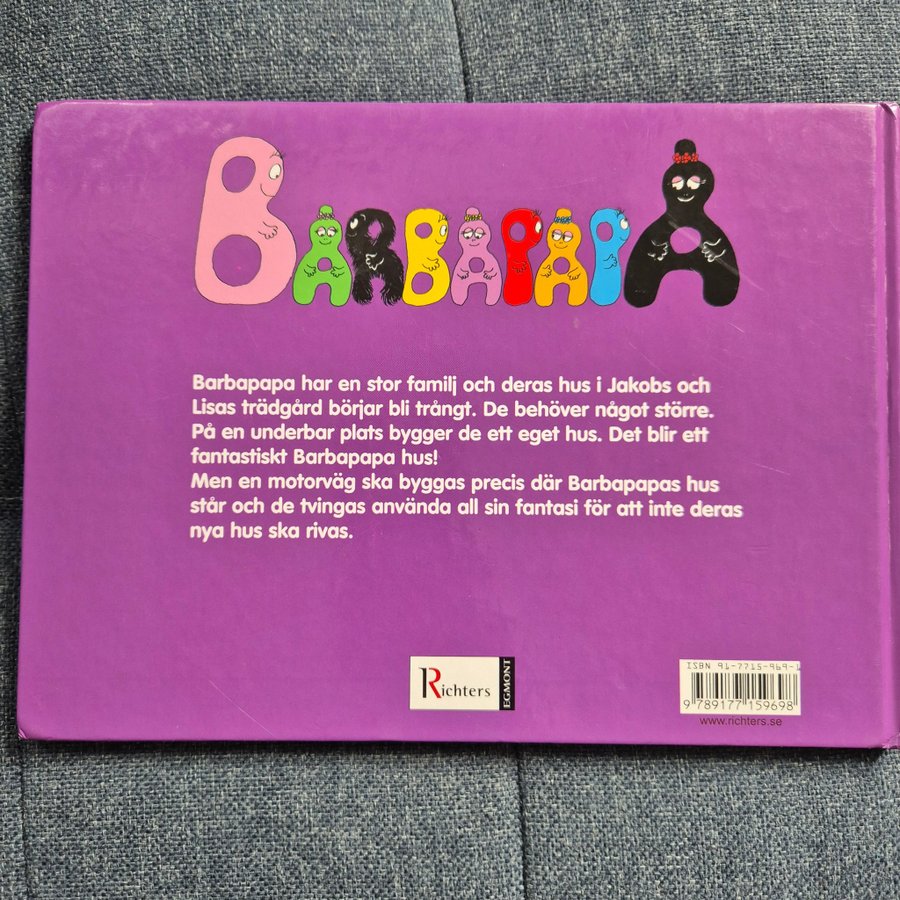 BARBAPAPA
Barbapapa har en stor familj och deras hus i Jakobs och
Lisas trädgård börjar bli trångt. De behöver något större.
På en underbar plats bygger de ett eget hus. Det blir ett
fantastiskt Barbapapa hus!
Men en motorväg ska byggas precis där Barbapapas hus
står och de tvingas använda all sin fantasi för att inte deras
nya hus ska rivas.
Richters
EGMONT
ISBN 91-7715-969-1
9 789177 159698
www.richters.se